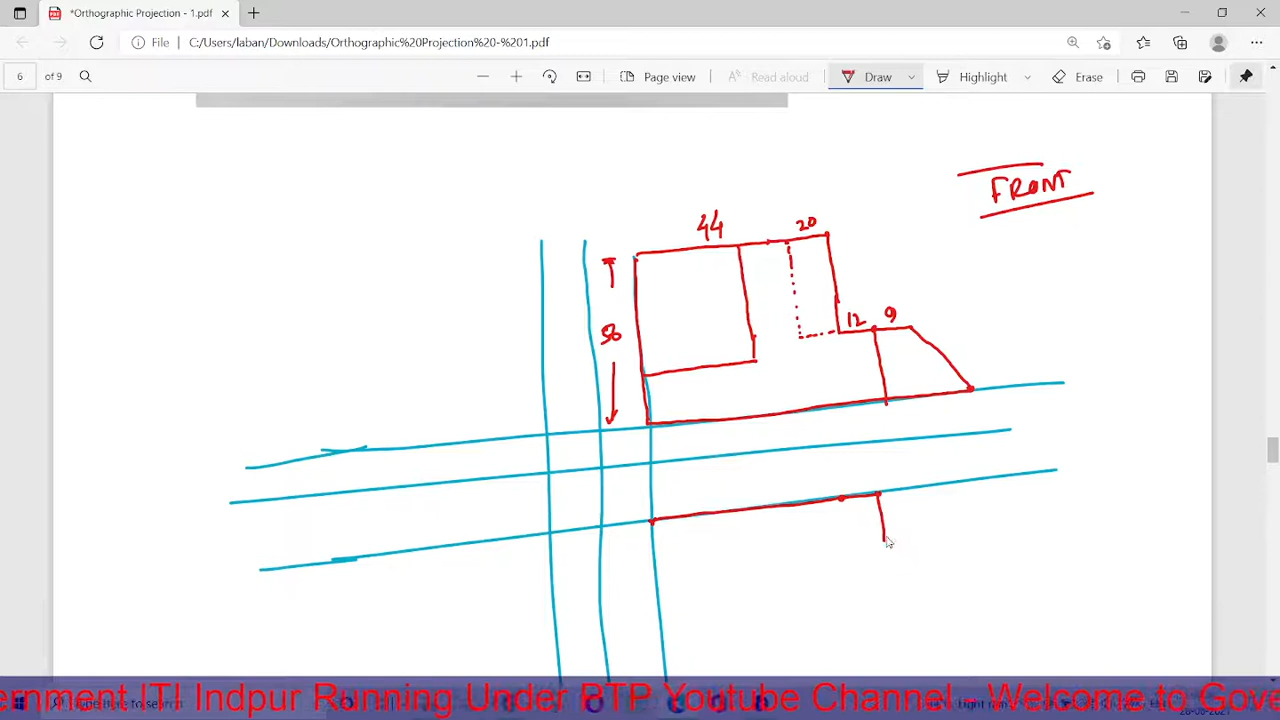 *Orthographic Projection - 1.pdf
File
C:/Users/laban/Downloads/Orthographic%20Projection%20-%201.pdf
6 of 9
Page view
Read aloud
Draw
Highlight
Erase
FRONT
44
20
12
9
56
ernment ITI Indpur Running Under PTP Youtube Channel - Welcome to Gove